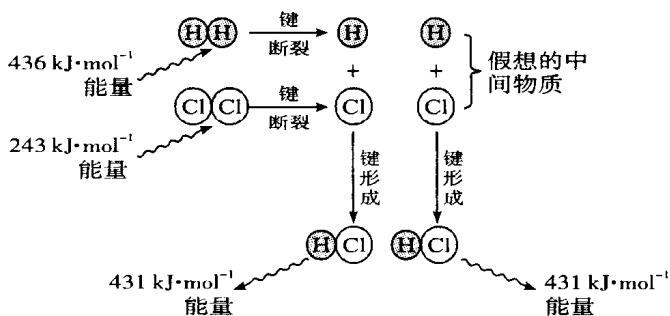 H H 键 断裂 H H
436 kJ·mol⁻¹
能量
+ +
假想的中
间物质
Cl Cl 键 断裂 Cl Cl
243 kJ·mol⁻¹
能量
键形成 键形成
H Cl H Cl
431 kJ·mol⁻¹
能量
431 kJ·mol⁻¹
能量